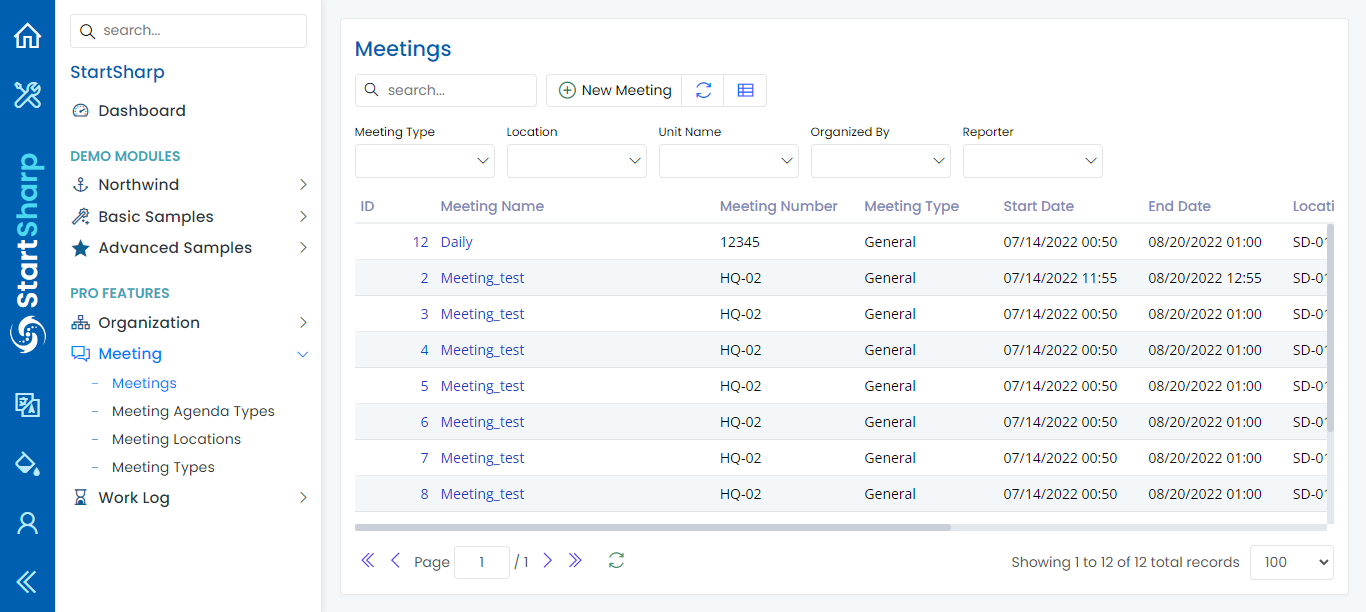 StartSharp
search...
StartSharp
Dashboard
DEMO MODULES
Northwind
Basic Samples
Advanced Samples
PRO FEATURES
Organization
Meeting
- Meetings
- Meeting Agenda Types
- Meeting Locations
- Meeting Types
Work Log
Meetings
search... New Meeting
Meeting Type Location Unit Name Organized By Reporter
ID Meeting Name Meeting Number Meeting Type Start Date End Date Locati
12 Daily 12345 General 07/14/2022 00:50 08/20/2022 01:00 SD-01
2 Meeting_test HQ-02 General 07/14/2022 11:55 08/20/2022 12:55 SD-01
3 Meeting_test HQ-02 General 07/14/2022 00:50 08/20/2022 01:00 SD-01
4 Meeting_test HQ-02 General 07/14/2022 00:50 08/20/2022 01:00 SD-01
5 Meeting_test HQ-02 General 07/14/2022 00:50 08/20/2022 01:00 SD-01
6 Meeting_test HQ-02 General 07/14/2022 00:50 08/20/2022 01:00 SD-01
7 Meeting_test HQ-02 General 07/14/2022 00:50 08/20/2022 01:00 SD-01
8 Meeting_test HQ-02 General 07/14/2022 00:50 08/20/2022 01:00 SD-01
Page 1 / 1 Showing 1 to 12 of 12 total records 100